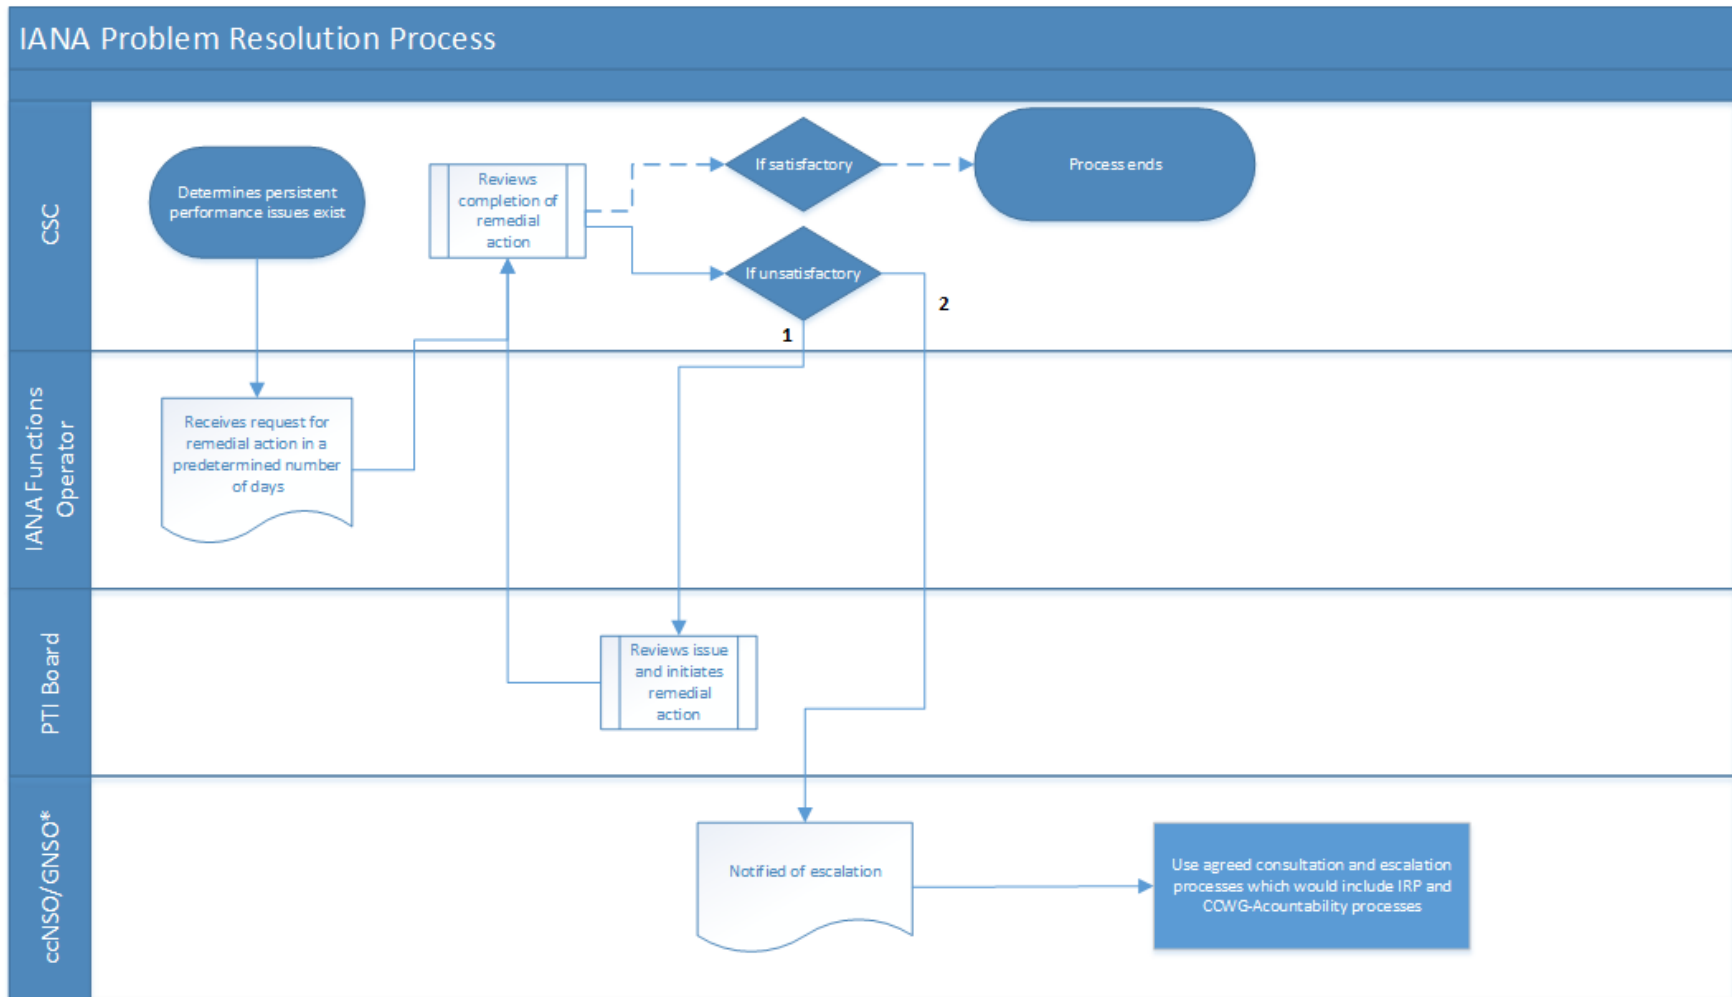 IANA Problem Resolution Process
CSC
Determines persistent
performance issues exist
Reviews
completion of
remedial
action
If satisfactory
Process ends
If unsatisfactory
1
2
IANA Functions
Operator
Receives request for
remedial action in a
predetermined number
of days
PTI Board
Reviews issue
and initiates
remedial
action
ccNSO/GNSO*
Notified of escalation
Use agreed consultation and escalation
processes which would include IRP and
CCWG-Acountability processes